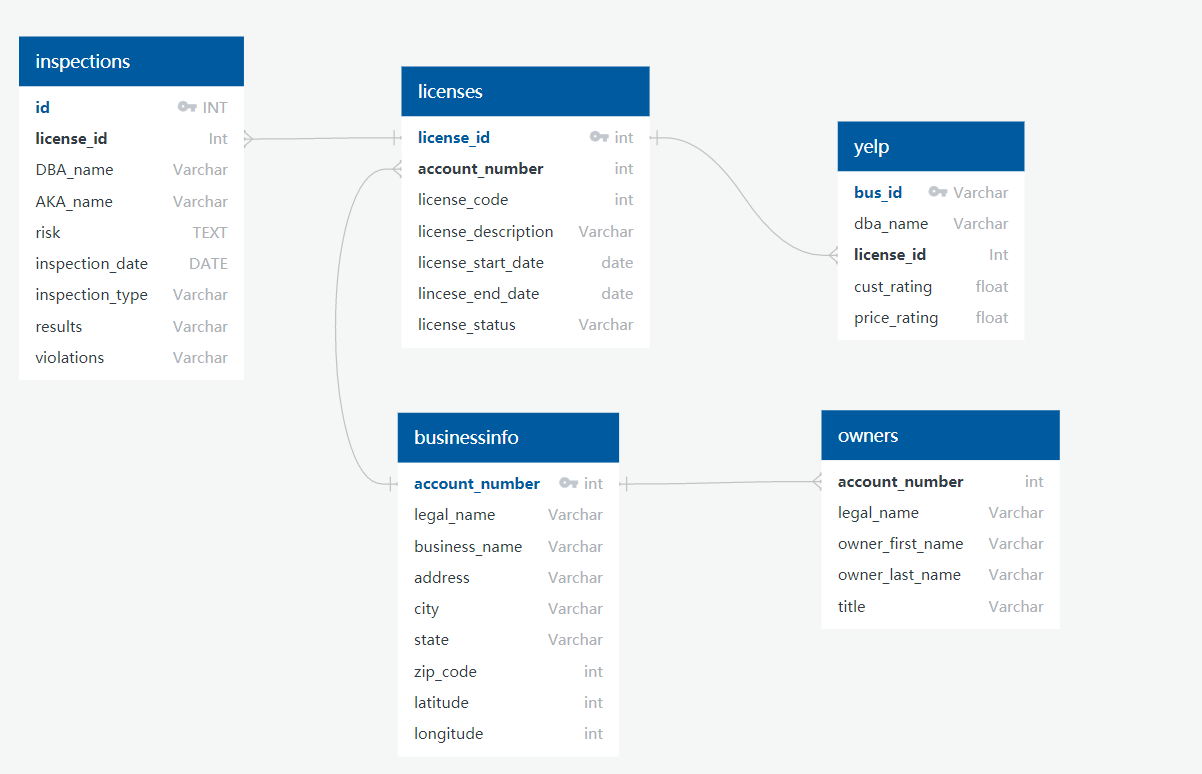 inspections
id INT
license_id Int
DBA_name Varchar
AKA_name Varchar
risk TEXT
inspection_date DATE
inspection_type Varchar
results Varchar
violations Varchar
licenses
license_id int
account_number int
license_code int
license_description Varchar
license_start_date date
lincese_end_date date
license_status Varchar
yelp
bus_id Varchar
dba_name Varchar
license_id Int
cust_rating float
price_rating float
businessinfo
account_number int
legal_name Varchar
business_name Varchar
address Varchar
city Varchar
state Varchar
zip_code int
latitude int
longitude int
owners
account_number int
legal_name Varchar
owner_first_name Varchar
owner_last_name Varchar
title Varchar